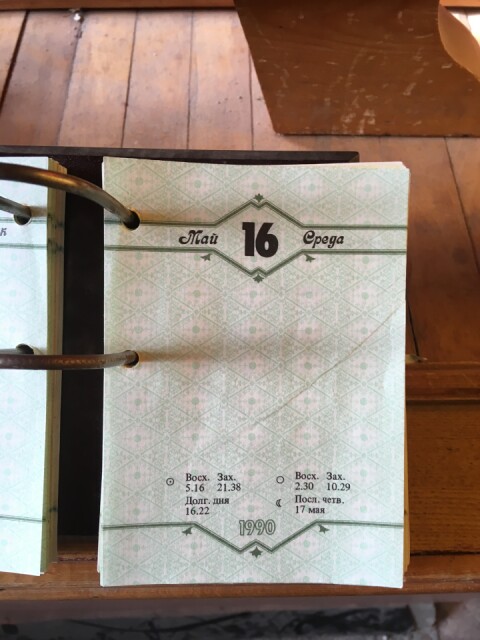 к
Май 16 Среда
Восх. Зах.
5.16 21.38
Долг. дня
16.22
Восх. Зах.
2.30 10.29
Посл. четв.
17 мая
1990